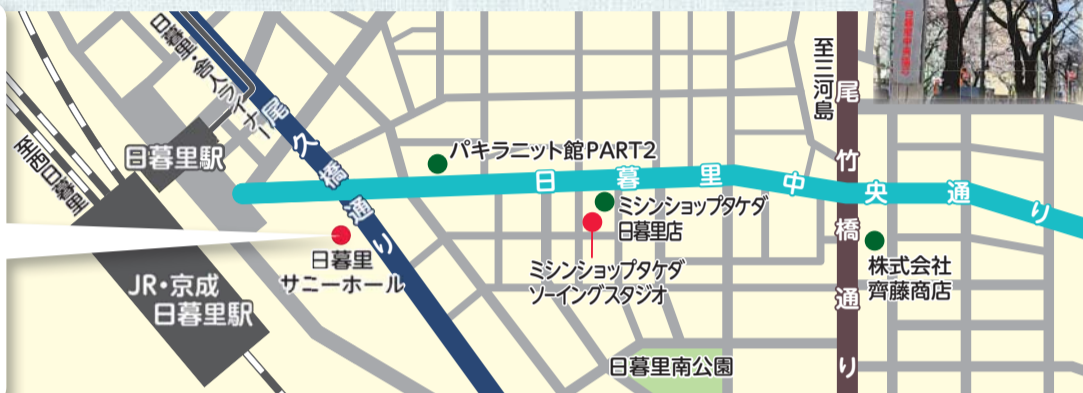 日暮里・舎人ライナー
尾久橋通り
至三河島
尾竹橋通り
至西日暮里
日暮里駅
パキラニット館PART2
日暮里中央通り
ミシンショップタケダ
日暮里店
日暮里
サニーホール
ミシンショップタケダ
ソーイングスタジオ
株式会社
齊藤商店
JR・京成
日暮里駅
日暮里南公園